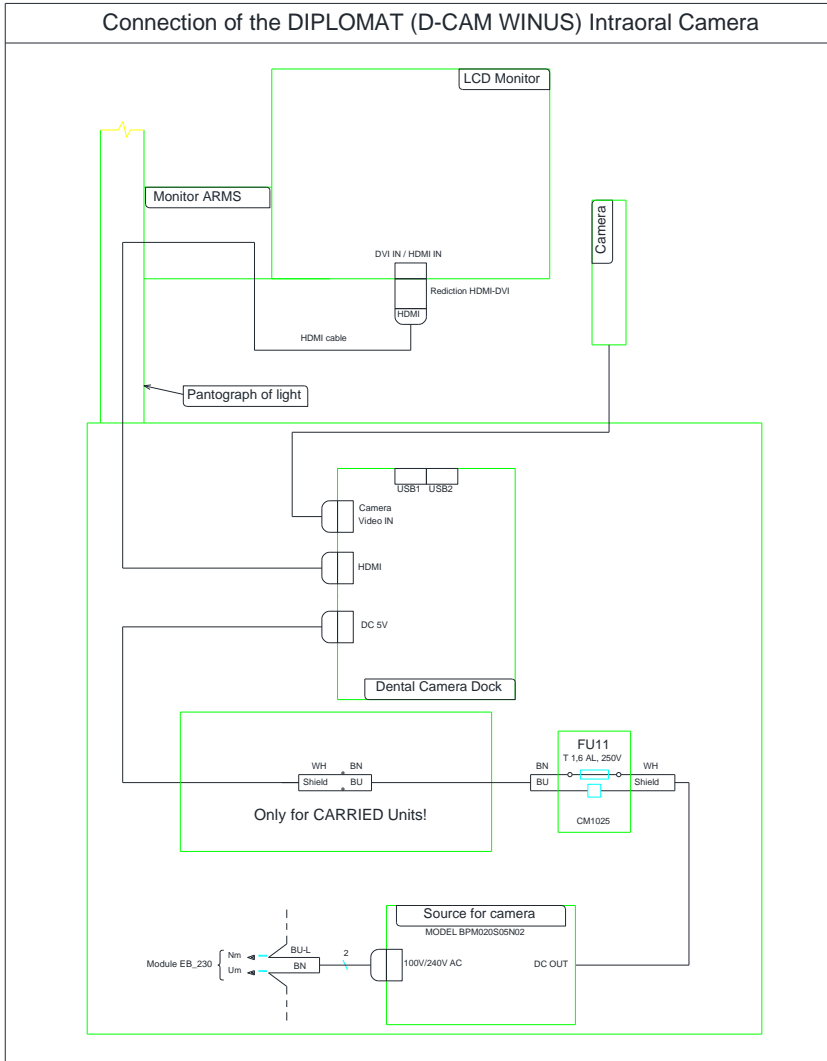 Connection of the DIPLOMAT (D-CAM WINUS) Intraoral Camera
LCD Monitor
Monitor ARMS
Camera
DVI IN / HDMI IN
Rediction HDMI-DVI
HDMI
HDMI cable
Pantograph of light
USB1 USB2
Camera
Video IN
HDMI
DC 5V
Dental Camera Dock
FU11
T 1,6 AL, 250V
WH BN
BN WH
Shield BU
BU Shield
Only for CARRIED Units!
CM1025
Source for camera
MODEL BPM020S05N02
Module EB_230
Nm
BU-L
2
Um
BN
100V/240V AC
DC OUT